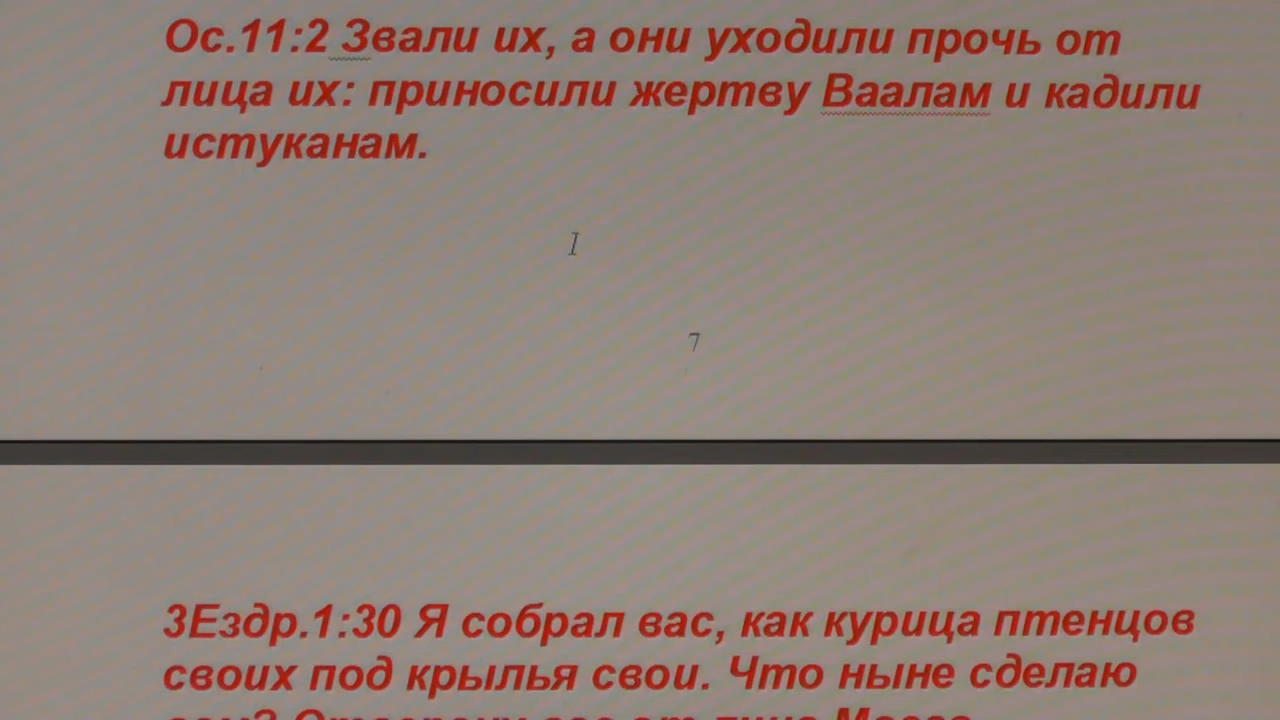 Ос.11:2 Звали их, а они уходили прочь от
лица их: приносили жертву Ваалам и кадили
истуканам.
7
3Ездр.1:30 Я собрал вас, как курица птенцов
своих под крылья свои. Что ныне сделаю